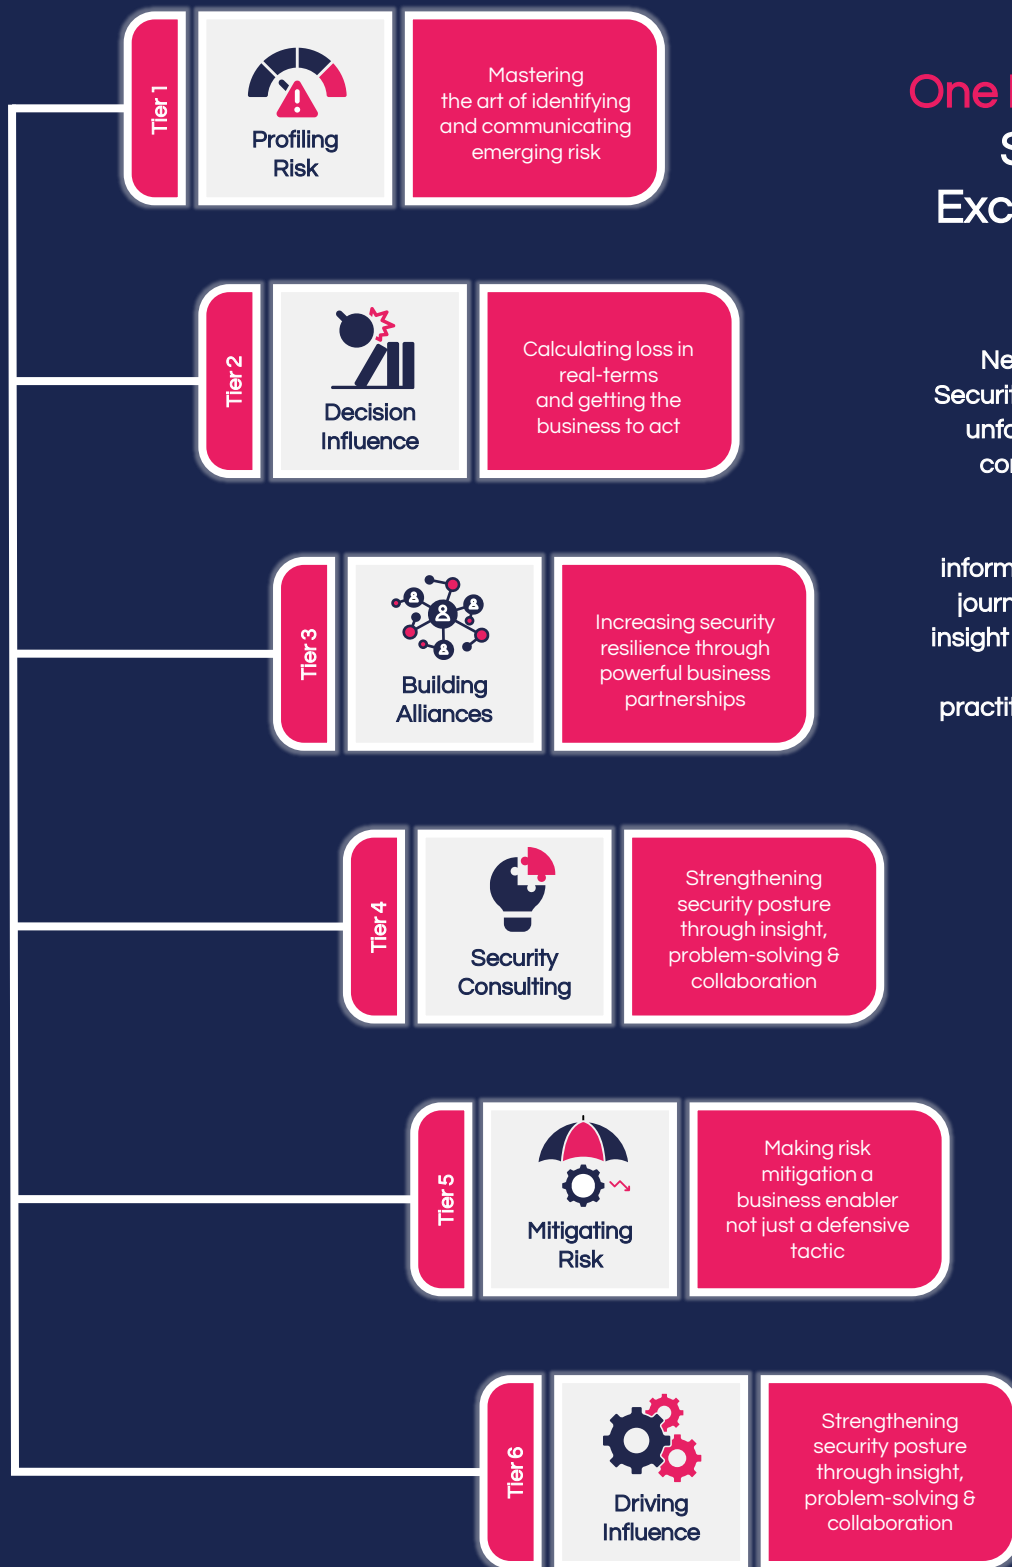 Tier 1
Profiling
Risk
Mastering
the art of identifying
and communicating
emerging risk
Tier 2
Decision
Influence
Calculating loss in
real-terms
and getting the
business to act
Tier 3
Building
Alliances
Increasing security
resilience through
powerful business
partnerships
Tier 4
Security
Consulting
Strengthening
security posture
through insight,
problem-solving &
collaboration
Tier 5
Mitigating
Risk
Making risk
mitigation a
business enabler
not just a defensive
tactic
Tier 6
Driving
Influence
Strengthening
security posture
through insight,
problem-solving &
collaboration
One
insight